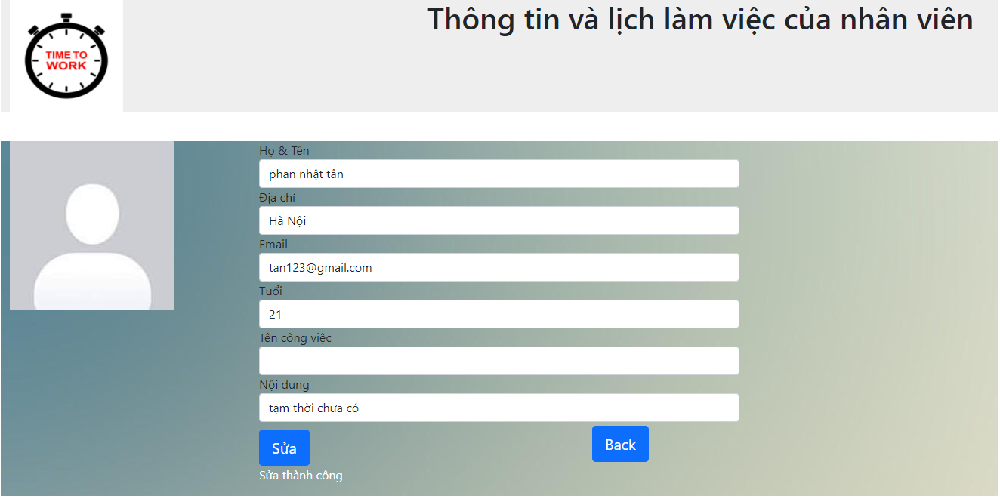 TIME TO
WORK
Thông tin và lịch làm việc của nhân viên
Họ & Tên
phan nhật tân
Địa chỉ
Hà Nội
Email
tan123@gmail.com
Tuổi
21
Tên công việc
Nội dung
tạm thời chưa có
Sửa
Back
Sửa thành công